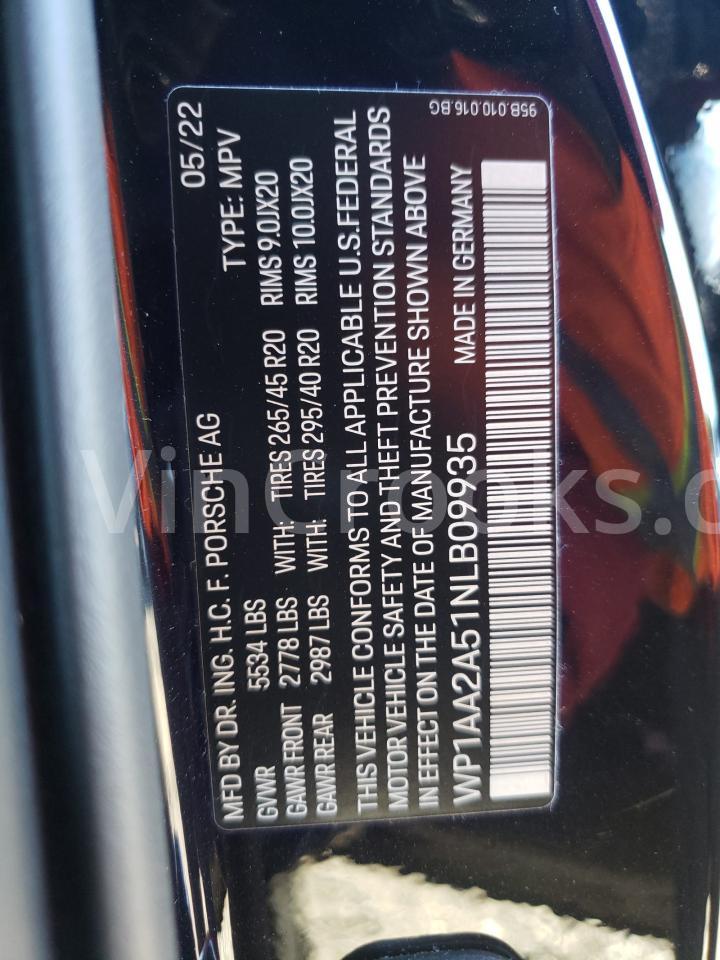 MFD BY DR. ING. H.C. F. PORSCHE AG 05/22
GVWR 5534 LBS TYPE: MPV
GAWR FRONT 2778 LBS WITH: TIRES 265/45 R20 RIMS 9.0JX20
GAWR REAR 2987 LBS WITH: TIRES 295/40 R20 RIMS 10.0JX20
THIS VEHICLE CONFORMS TO ALL APPLICABLE U.S.FEDERAL
MOTOR VEHICLE SAFETY AND THEFT PREVENTION STANDARDS
IN EFFECT ON THE DATE OF MANUFACTURE SHOWN ABOVE
WP1AA2A51NLB09935 MADE IN GERMANY
95B.010.016.BG
VinCrooks.c